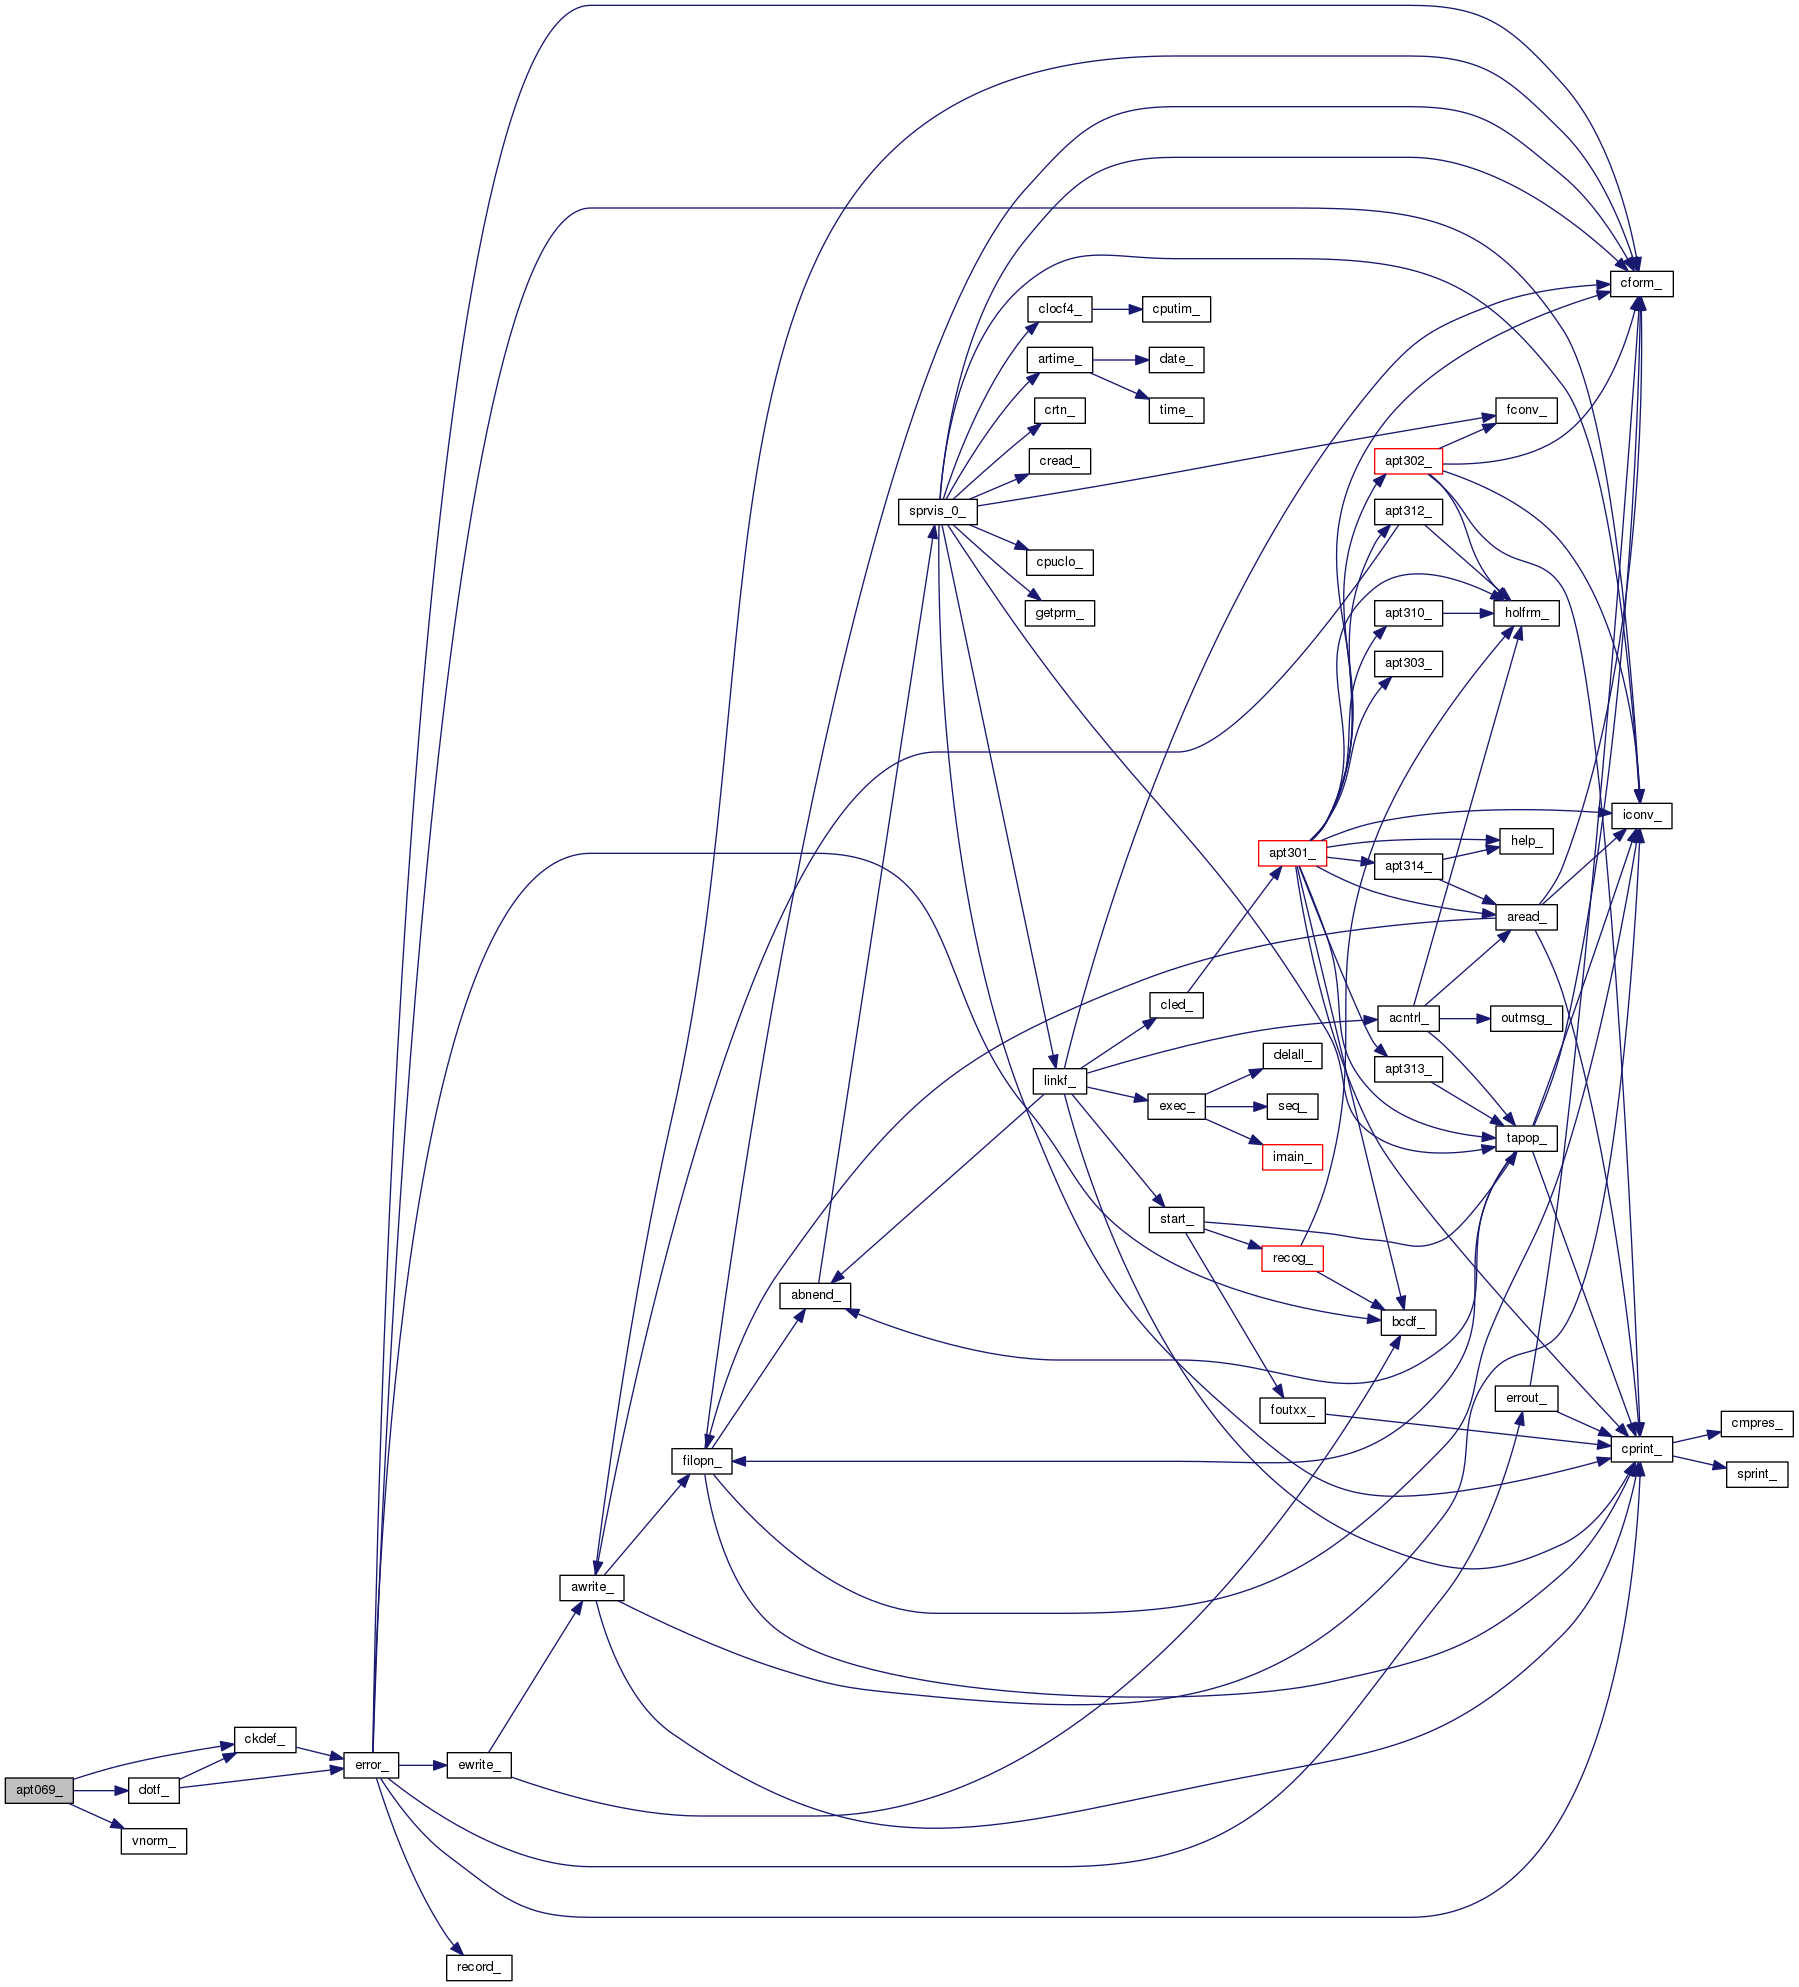 cform_
clocf4_
cputim_
artime_
date_
crtn_
time_
fconv_
cread_
apt302_
sprvis_0_
apt312_
cpuclo_
getprm_
apt310_
holfrm_
apt303_
iconv_
help_
apt301_
apt314_
aread_
cled_
acntrl_
outmsg_
delall_
apt313_
linkf_
exec_
seq_
tapop_
imain_
start_
recog_
abnend_
bcdf_
errout_
foutxx_
cmpres_
cprint_
filopn_
sprint_
awrite_
ckdef_
error_
ewrite_
apt069_
dotf_
vnorm_
record_